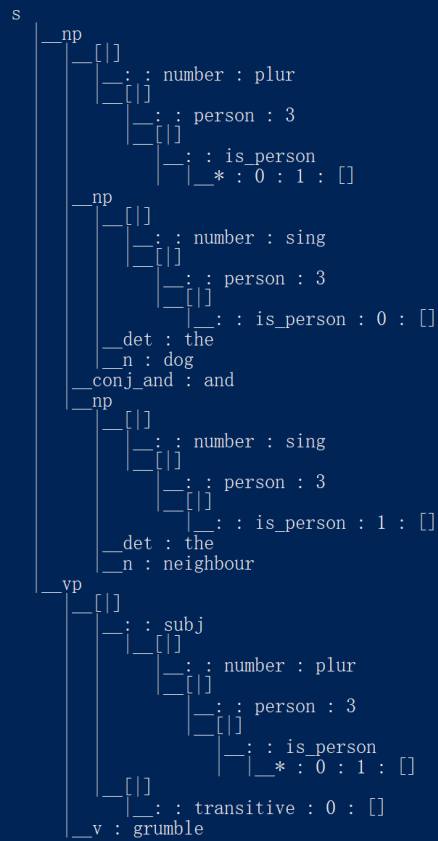 s
|__np
|__[|]
|__: : number : plur
|__[|]
|__: : person : 3
|__[|]
|__: : is_person
|__* : 0 : 1 : []
|__np
|__[|]
|__: : number : sing
|__[|]
|__: : person : 3
|__[|]
|__: : is_person : 0 : []
|__det : the
|__n : dog
|__conj_and : and
|__np
|__[|]
|__: : number : sing
|__[|]
|__: : person : 3
|__[|]
|__: : is_person : 1 : []
|__det : the
|__n : neighbour
|__vp
|__[|]
|__: : subj
|__[|]
|__: : number : plur
|__[|]
|__: : person : 3
|__[|]
|__: : is_person
|__* : 0 : 1 : []
|__[|]
|__: : transitive : 0 : []
|__v : grumble